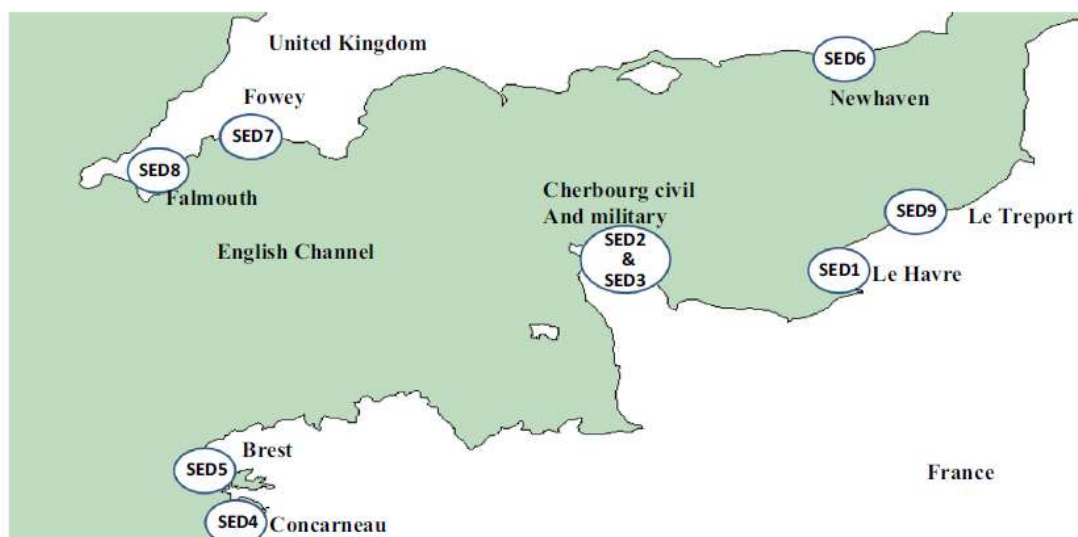 United Kingdom
SED6
Fowey
Newhaven
SED7
SED8
Falmouth
Cherbourg civil
And military
SED9
Le Treport
SED2
&
SED3
English Channel
SED1
Le Havre
Brest
SED5
France
SED4
Concarneau